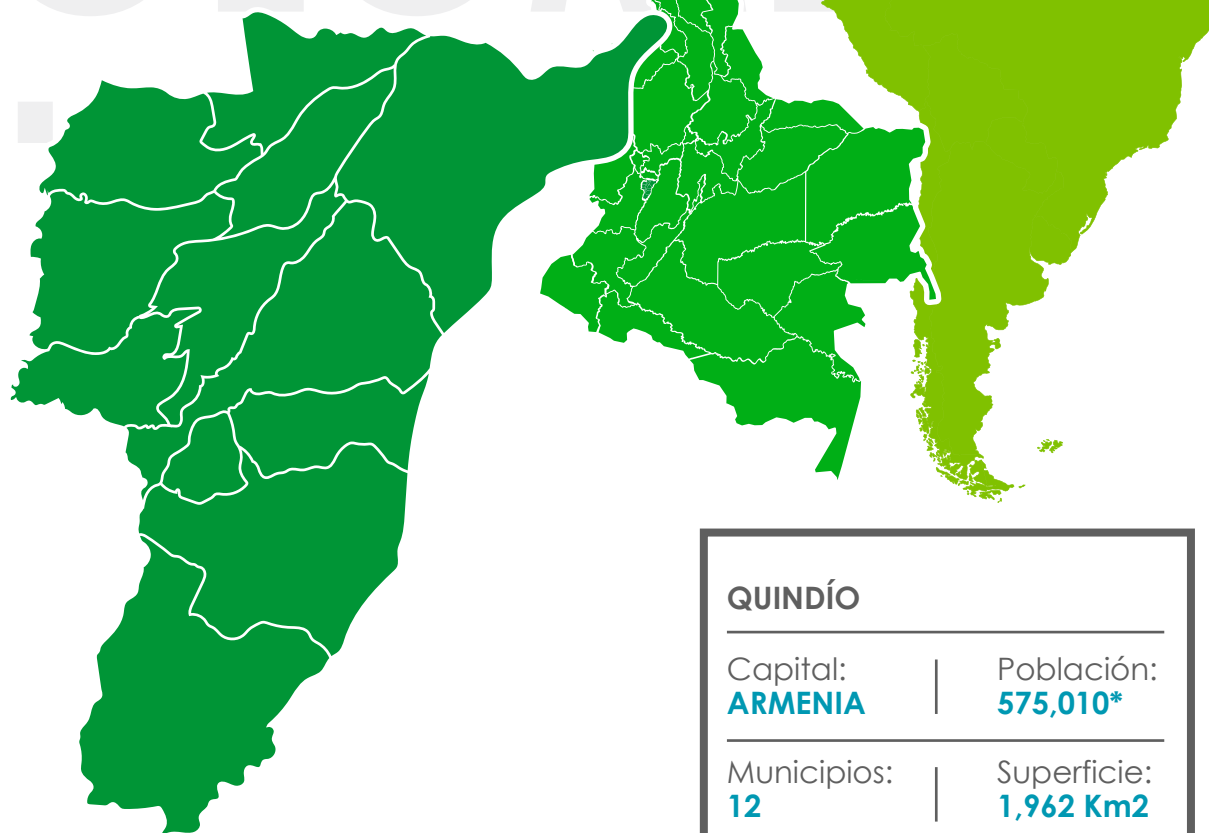 QUINDÍO
Capital:
ARMENIA
Población:
575,010*
Municipios:
12
Superficie:
1,962 Km2